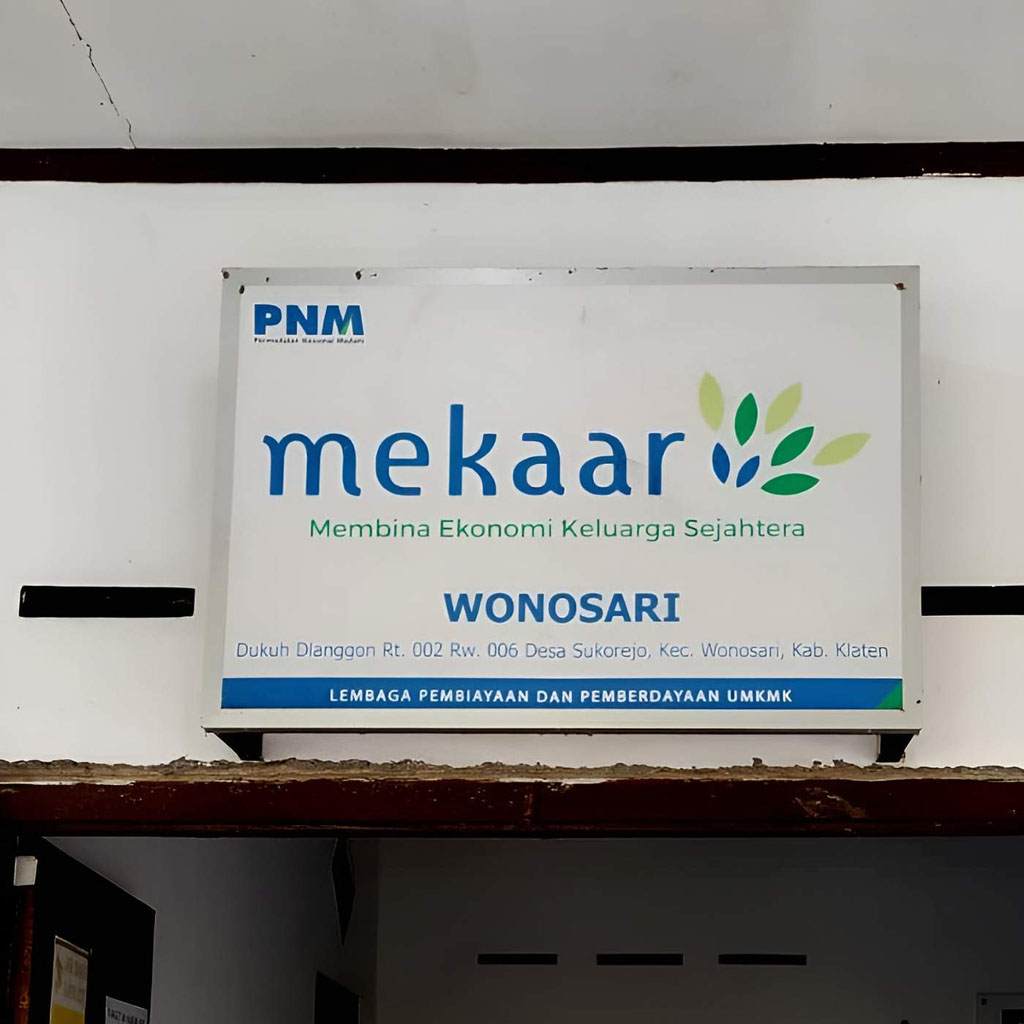 PNM
mekaar
Membina Ekonomi Keluarga Sejahtera
WONOSARI
Dukuh Dlanggon Rt. 002 Rw. 006 Desa Sukorejo, Kec. Wonosari, Kab. Klaten
LEMBAGA PEMBIAYAAN DAN PEMBERDAYAAN UMKMK